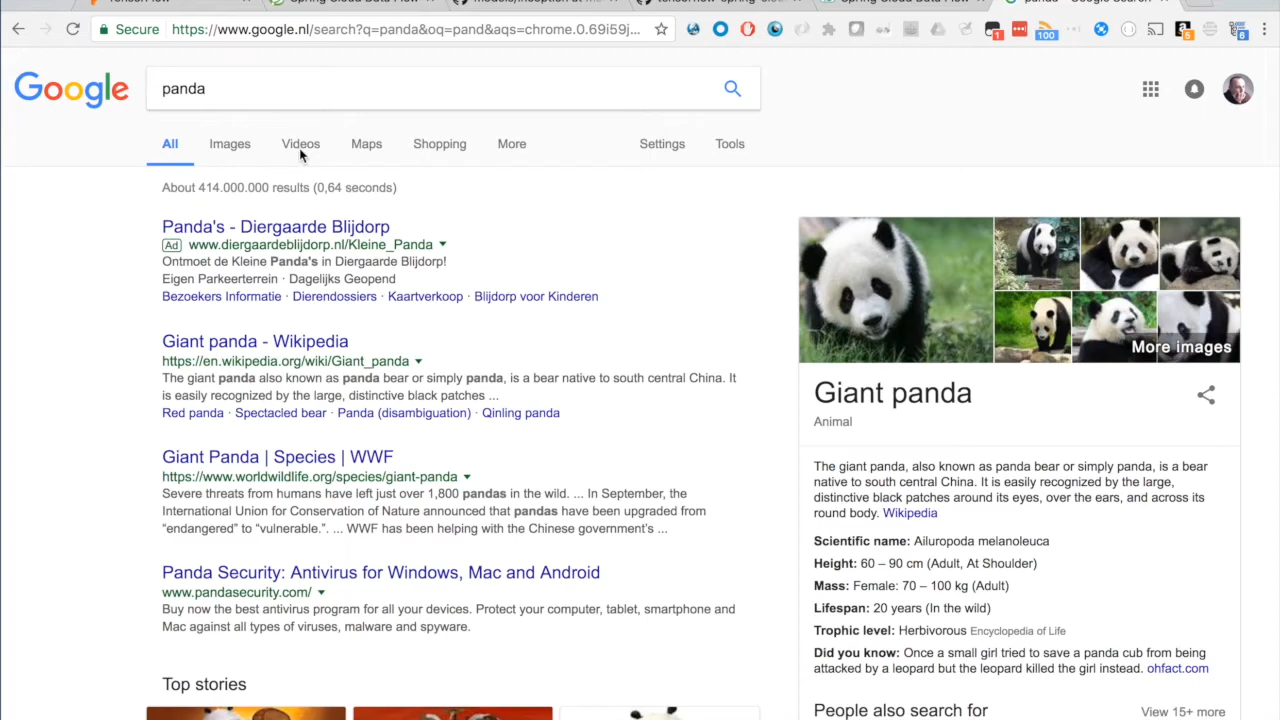 Secure https://www.google.nl/search?q=panda&oq=pand&aqs=chrome.0.69i59j...
1
100
5
6
Google
panda
All Images Videos Maps Shopping More Settings Tools
About 414.000.000 results (0,64 seconds)
Panda's - Diergaarde Blijdorp
Ad www.diergaardeblijdorp.nl/Kleine_Panda
Ontmoet de Kleine Panda's in Diergaarde Blijdorp!
Eigen Parkeerterrein · Dagelijks Geopend
Bezoekers Informatie · Dierendossiers · Kaartverkoop · Blijdorp voor Kinderen
Giant panda - Wikipedia
https://en.wikipedia.org/wiki/Giant_panda
The giant panda also known as panda bear or simply panda, is a bear native to south central China. It
is easily recognized by the large, distinctive black patches ...
Red panda · Spectacled bear · Panda (disambiguation) · Qinling panda
Giant Panda | Species | WWF
https://www.worldwildlife.org/species/giant-panda
Severe threats from humans have left just over 1,800 pandas in the wild. ... In September, the
International Union for Conservation of Nature announced that pandas have been upgraded from
“endangered” to “vulnerable.”. ... WWF has been helping with the Chinese government’s ...
Panda Security: Antivirus for Windows, Mac and Android
www.pandasecurity.com/
Buy now the best antivirus program for all your devices. Protect your computer, tablet, smartphone and
Mac against all types of viruses, malware and spyware.
Top stories
More images
Giant panda
Animal
The giant panda, also known as panda bear or simply panda, is a bear
native to south central China. It is easily recognized by the large,
distinctive black patches around its eyes, over the ears, and across its
round body. Wikipedia
Scientific name: Ailuropoda melanoleuca
Height: 60 – 90 cm (Adult, At Shoulder)
Mass: Female: 70 – 100 kg (Adult)
Lifespan: 20 years (In the wild)
Trophic level: Herbivorous Encyclopedia of Life
Did you know: Once a small girl tried to save a panda cub from being
attacked by a leopard but the leopard killed the girl instead. ohfact.com
People also search for View 15+ more